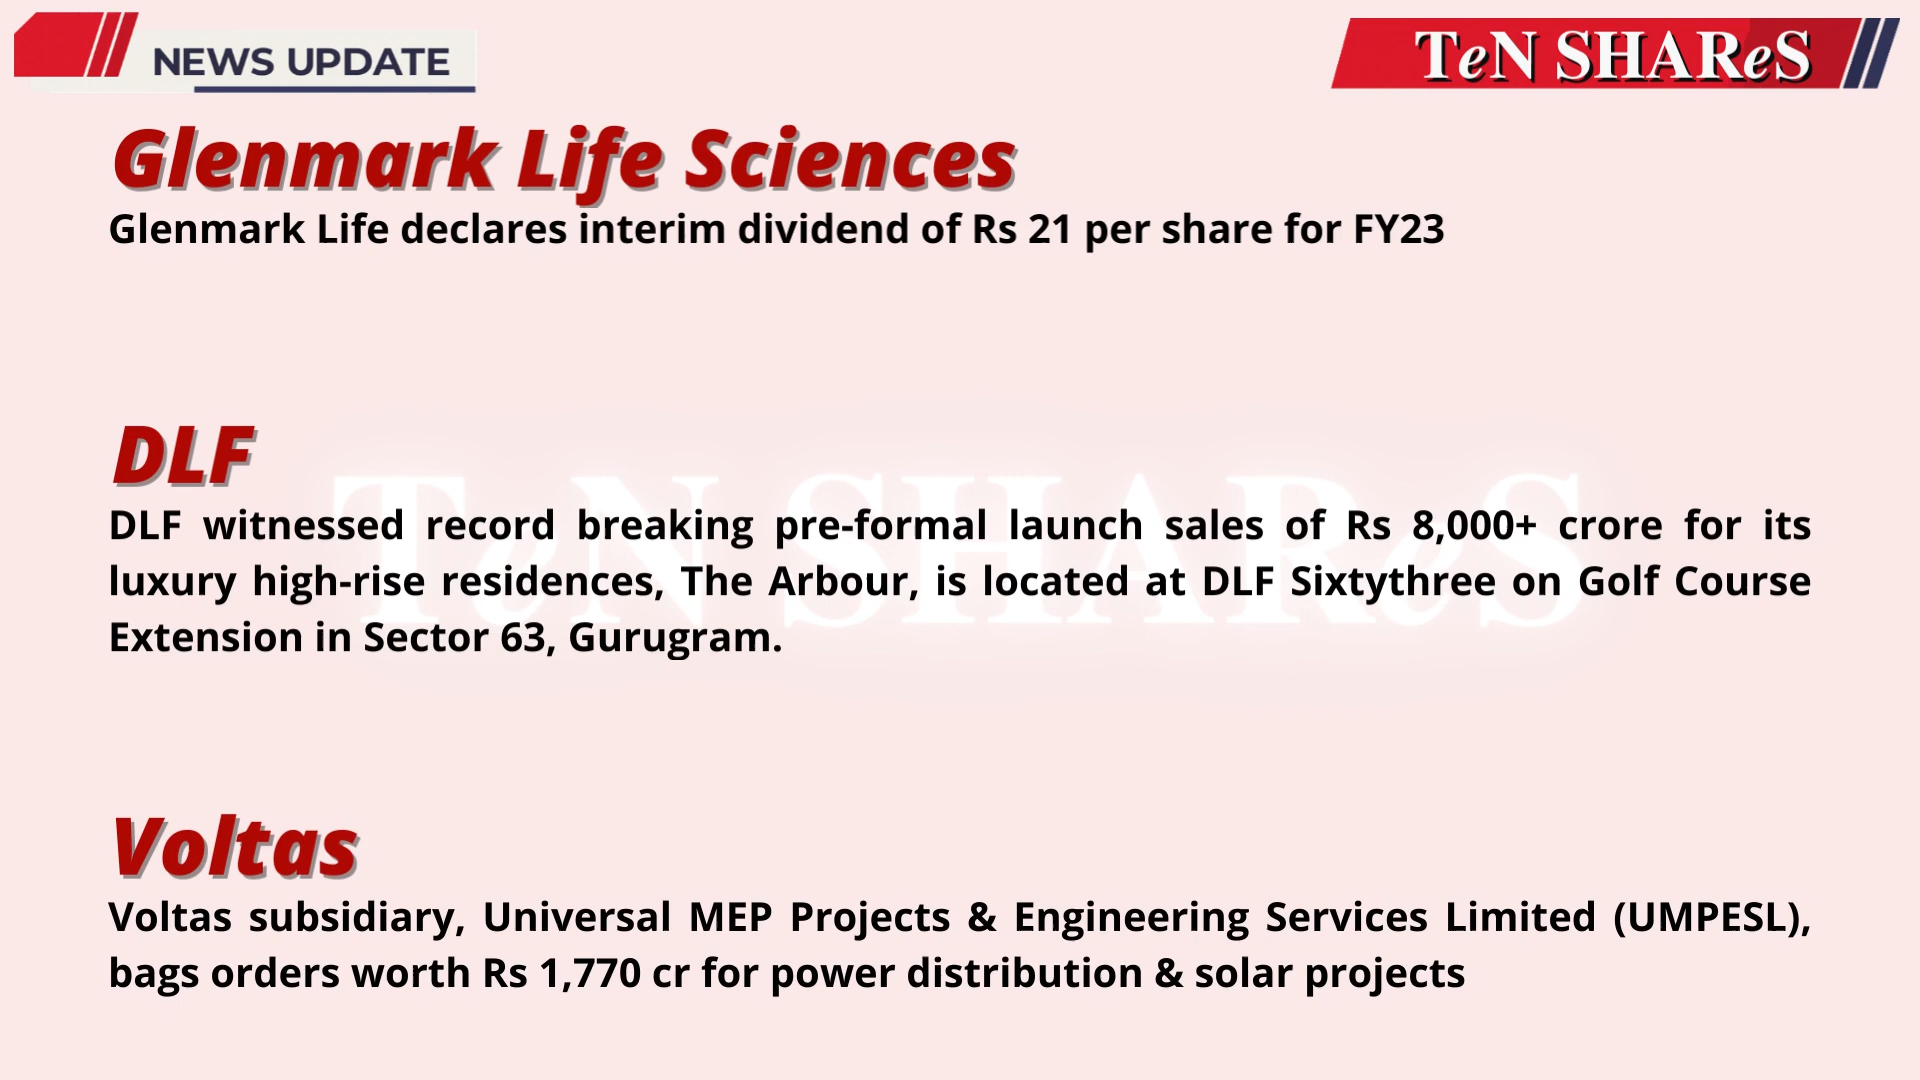 NEWS UPDATE
TeN SHAReS
Glenmark Life Sciences
Glenmark Life declares interim dividend of Rs 21 per share for FY23
DLF
TeN SHAReS
DLF witnessed record breaking pre-formal launch sales of Rs 8,000+ crore for its
luxury high-rise residences, The Arbour, is located at DLF Sixtythree on Golf Course
Extension in Sector 63, Gurugram.
Voltas
Voltas subsidiary, Universal MEP Projects & Engineering Services Limited (UMPESL),
bags orders worth Rs 1,770 cr for power distribution & solar projects